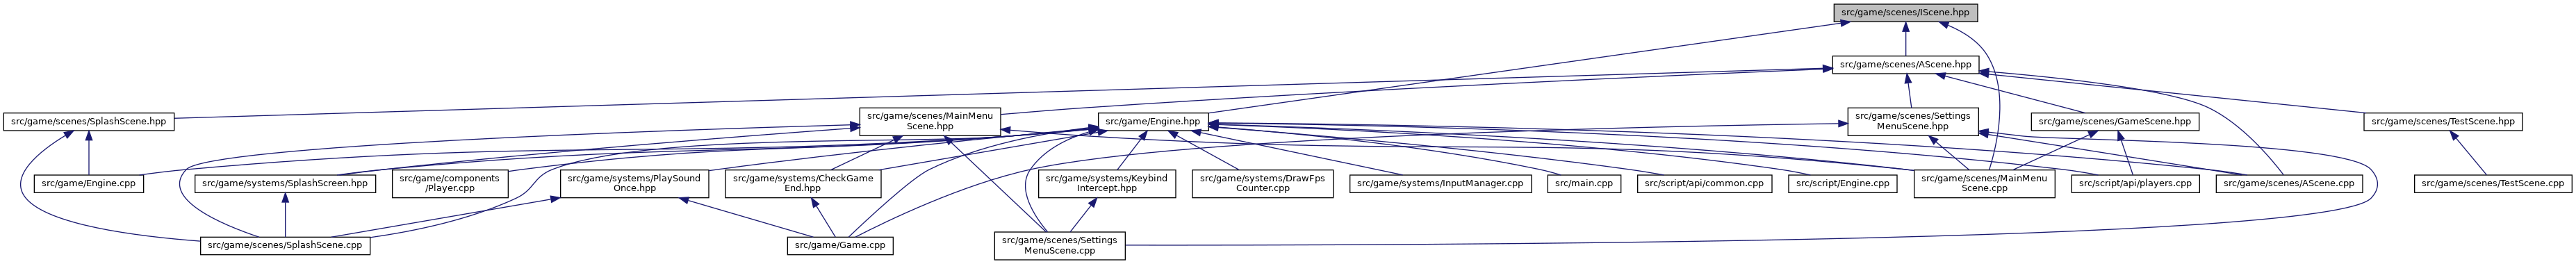 src/game/scenes/IScene.hpp
src/game/scenes/AScene.hpp
src/game/scenes/SplashScene.hpp
src/game/scenes/MainMenu
Scene.hpp
src/game/Engine.hpp
src/game/scenes/Settings
MenuScene.hpp
src/game/scenes/GameScene.hpp
src/game/scenes/TestScene.hpp
src/game/Engine.cpp
src/game/systems/SplashScreen.hpp
src/game/components
/Player.cpp
src/game/systems/PlaySound
Once.hpp
src/game/systems/CheckGame
End.hpp
src/game/systems/Keybind
Intercept.hpp
src/game/systems/DrawFps
Counter.cpp
src/game/systems/InputManager.cpp
src/main.cpp
src/script/api/common.cpp
src/script/Engine.cpp
src/game/scenes/MainMenu
Scene.cpp
src/script/api/players.cpp
src/game/scenes/AScene.cpp
src/game/scenes/TestScene.cpp
src/game/scenes/SplashScene.cpp
src/game/Game.cpp
src/game/scenes/Settings
MenuScene.cpp